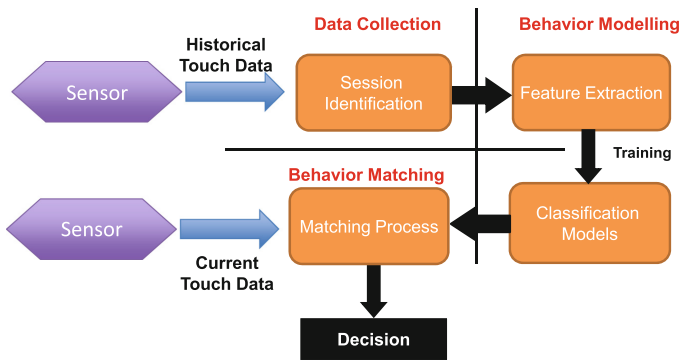 Data Collection
Behavior Modelling
Historical
Touch Data
Sensor
Session
Identification
Feature Extraction
Training
Behavior Matching
Sensor
Current
Touch Data
Matching Process
Classification
Models
Decision